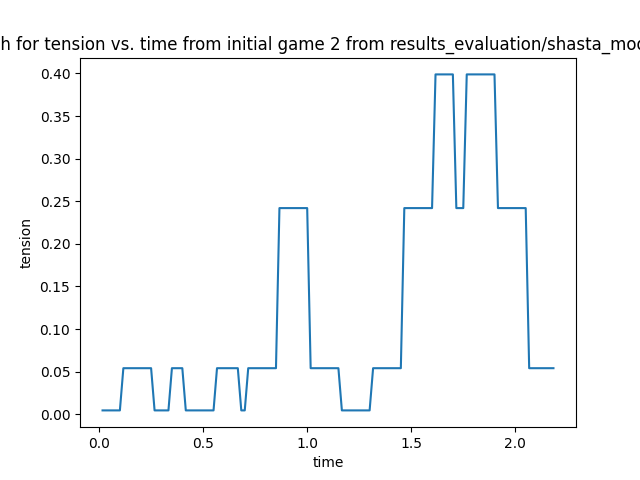 h for tension vs. time from initial game 2 from results_evaluation/shasta_mo
0.40
0.35
0.30
0.25
0.20
0.15
0.10
0.05
0.00
tension
0.0 0.5 1.0 1.5 2.0
time